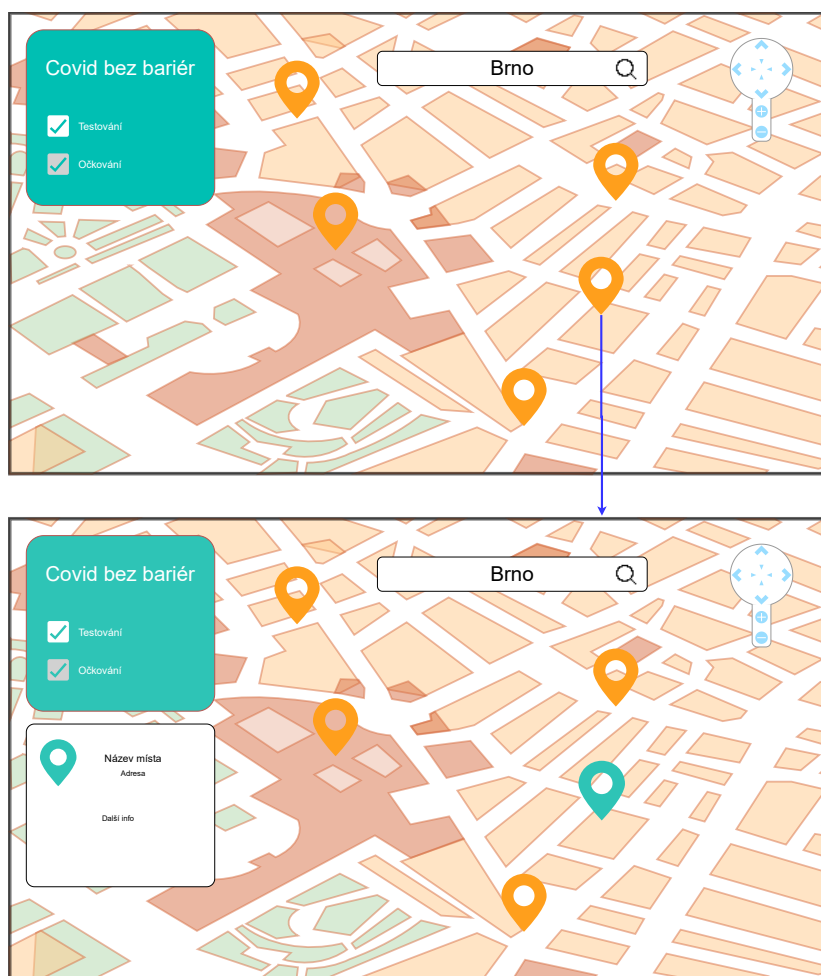 Covid bez bariér
Brno
Testování
Očkování
Covid bez bariér
Brno
Testování
Očkování
Název místa
Adresa
Další info